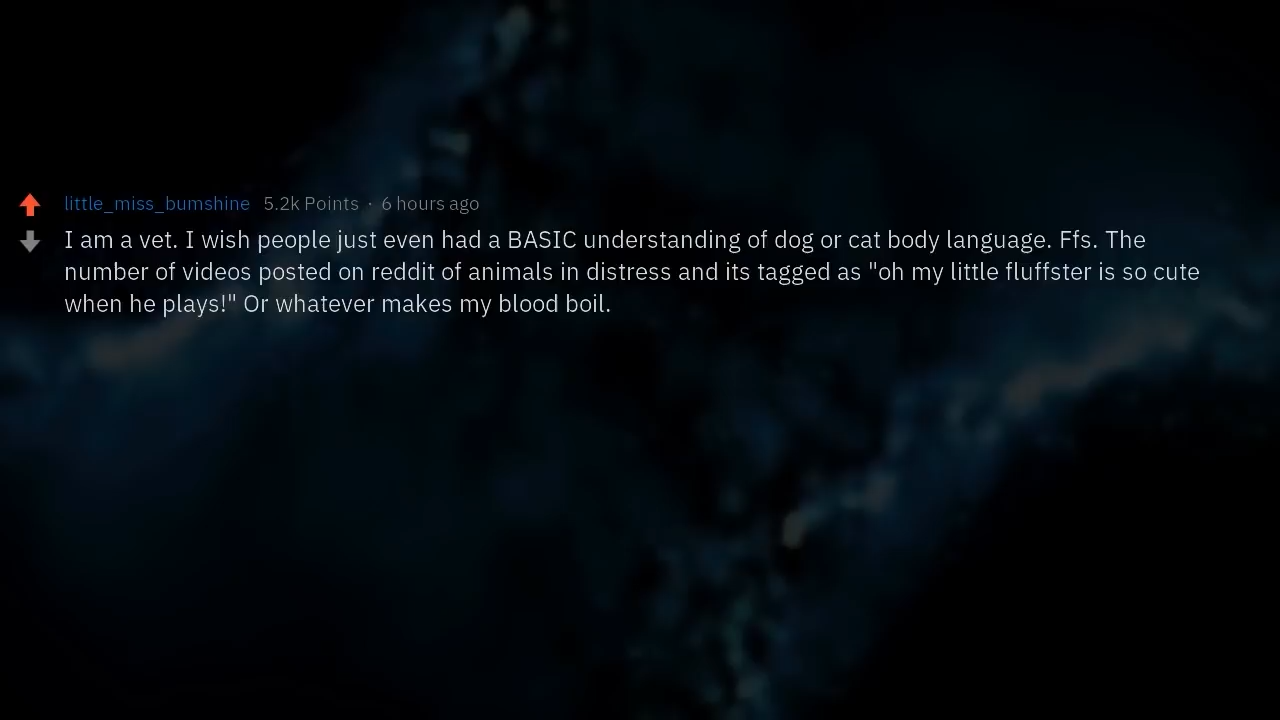 little_miss_bumshine 5.2k Points · 6 hours ago
I am a vet. I wish people just even had a BASIC understanding of dog or cat body language. Ffs. The
number of videos posted on reddit of animals in distress and its tagged as "oh my little fluffster is so cute
when he plays!" Or whatever makes my blood boil.